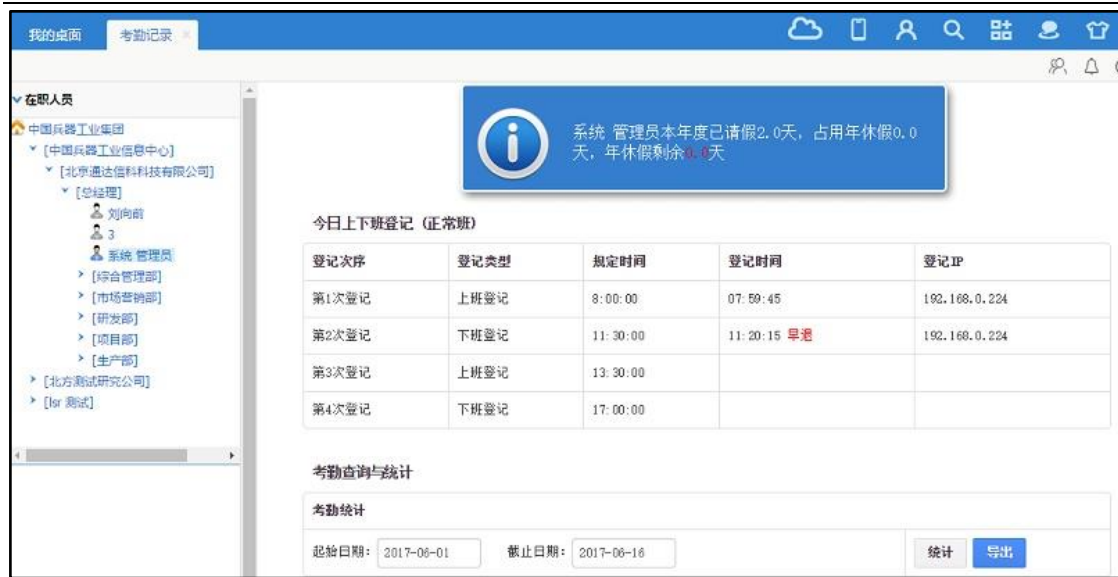 我的桌面
考勤记录
在职人员
中国兵器工业集团
[中国兵器工业信息中心]
[北京通达信科科技有限公司]
[总经理]
刘向前
3
系统 管理员
[综合管理部]
[市场营销部]
[研发部]
[项目部]
[生产部]
[北方测试研究公司]
[lsr 测试]
系统 管理员本年度已请假2.0天，占用年休假0.0
天，年休假剩余0.0天
今日上下班登记 (正常班)
登记次序 登记类型 规定时间 登记时间 登记IP
第1次登记 上班登记 8:00:00 07:59:45 192.168.0.224
第2次登记 下班登记 11:30:00 11:20:15 早退 192.168.0.224
第3次登记 上班登记 13:30:00
第4次登记 下班登记 17:00:00
考勤查询与统计
考勤统计
起始日期： 2017-06-01 截止日期： 2017-06-16 统计 导出